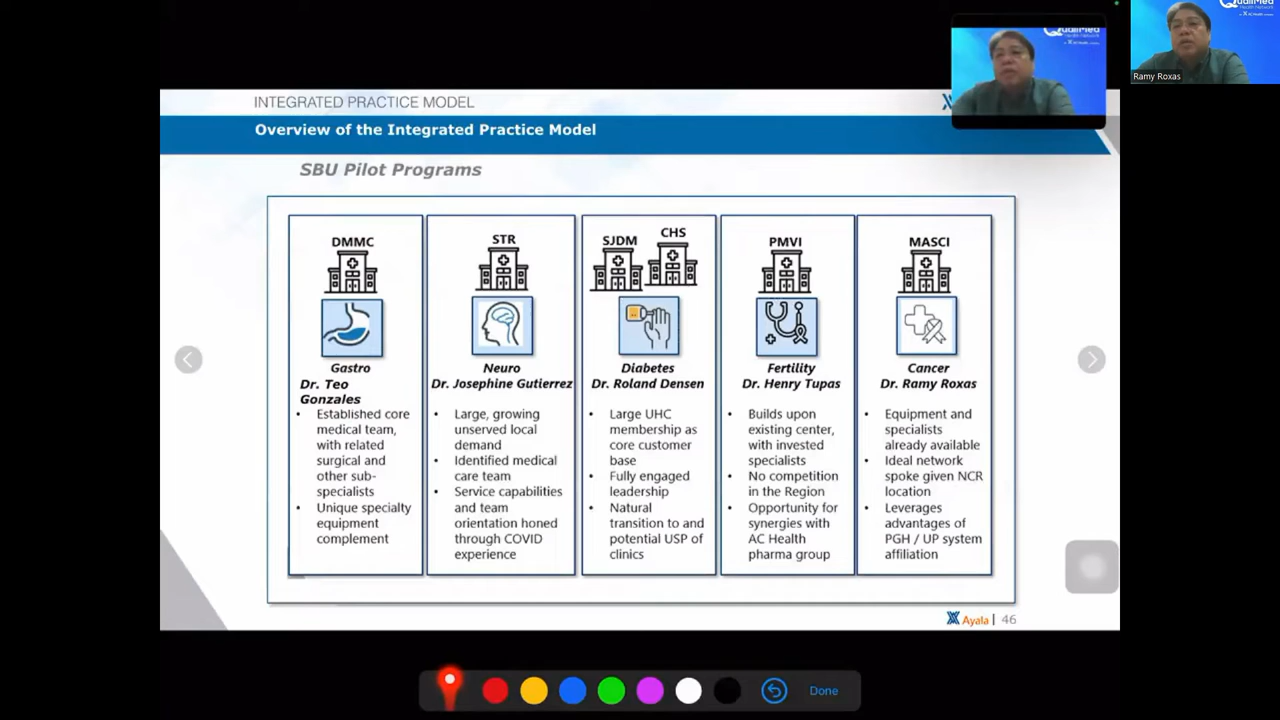 QualiMed
Health Network
QualiMed
Health Network
Ramy Roxas
INTEGRATED PRACTICE MODEL
Overview of the Integrated Practice Model
SBU Pilot Programs
DMMC
Gastro
Dr. Teo
Gonzales
• Established core
medical team,
with related
surgical and
other sub-
specialists
• Unique specialty
equipment
complement
STR
Neuro
Dr. Josephine Gutierrez
• Large, growing
unserved local
demand
• Identified medical
care team
• Service capabilities
and team
orientation honed
through COVID
experience
SJDM
CHS
Diabetes
Dr. Roland Densen
• Large UHC
membership as
core customer
base
• Fully engaged
leadership
• Natural
transition to and
potential USP of
clinics
PMVI
Fertility
Dr. Henry Tupas
• Builds upon
existing center,
with invested
specialists
• No competition
in the Region
• Opportunity for
synergies with
AC Health
pharma group
MASCI
Cancer
Dr. Ramy Roxas
• Equipment and
specialists
already available
• Ideal network
spoke given NCR
location
• Leverages
advantages of
PGH / UP system
affiliation
Ayala | 46
Done